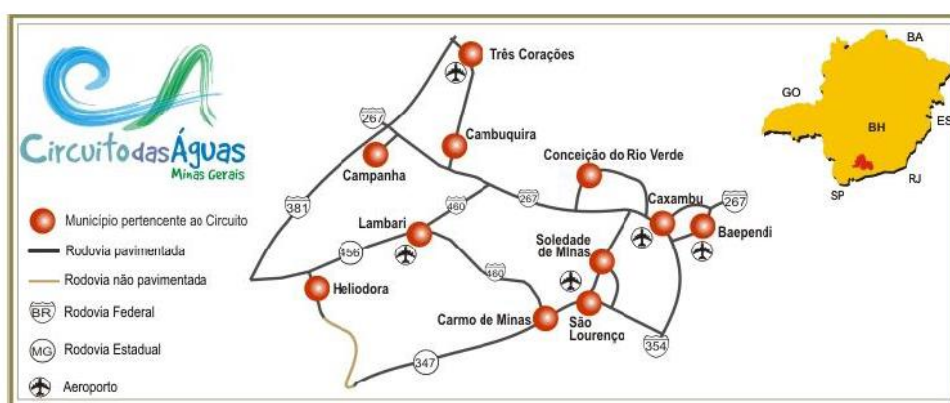 Circuito das Águas
Minas Gerais
Município pertencente ao Circuito
Rodovia pavimentada
Rodovia não pavimentada
BR
Rodovia Federal
MG
Rodovia Estadual
Aeroporto
Três Corações
267
Cambuquira
Campanha
Conceição do Rio Verde
381
460
267
Caxambu
267
Lambari
Baependi
456
Soledade
de Minas
460
Heliodora
Carmo de Minas
São
Lourenço
354
347
BA
GO
ES
BH
SP
RJ